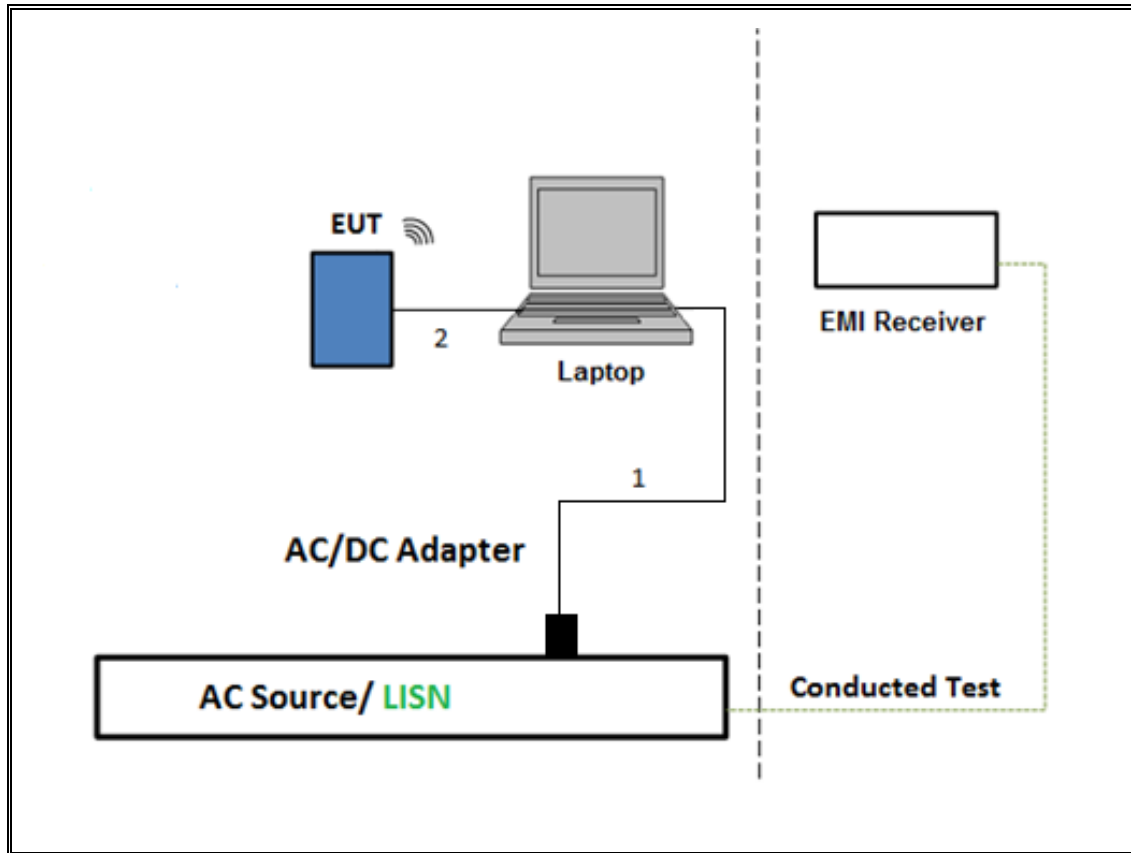 EUT
2
Laptop
EMI Receiver
1
AC/DC Adapter
AC Source/ LISN
Conducted Test